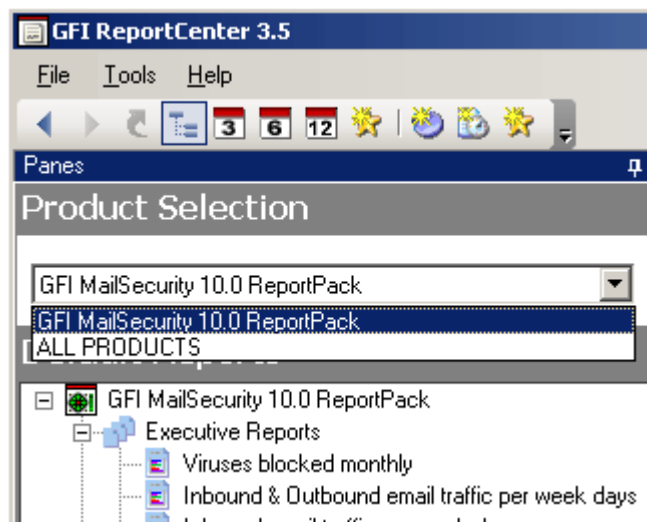 GFI ReportCenter 3.5
File Tools Help
3 6 12
Panes
Product Selection
GFI MailSecurity 10.0 ReportPack
GFI MailSecurity 10.0 ReportPack
ALL PRODUCTS
GFI MailSecurity 10.0 ReportPack
Executive Reports
Viruses blocked monthly
Inbound & Outbound email traffic per week days